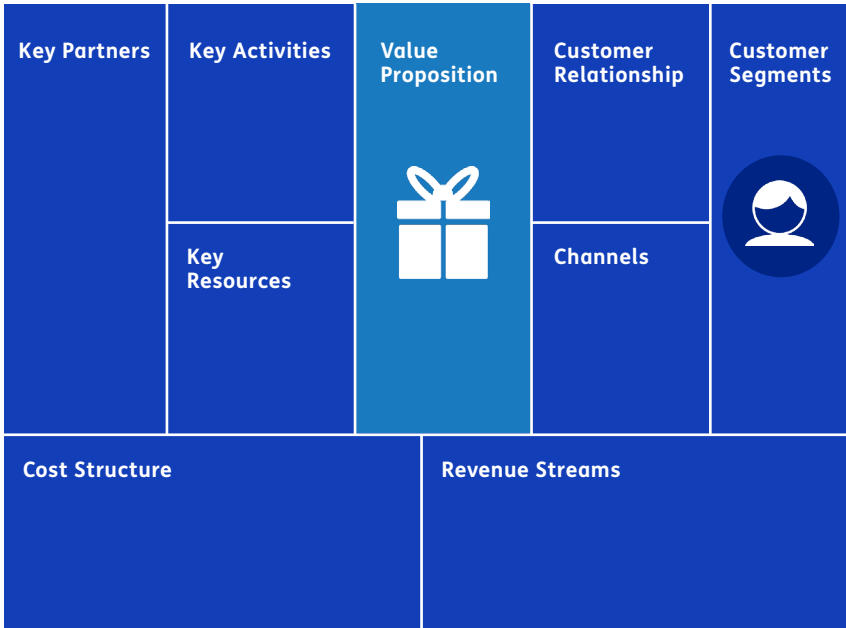 Key Partners
Key Activities
Value
Proposition
Customer
Relationship
Customer
Segments
Key
Resources
Channels
Cost Structure
Revenue Streams